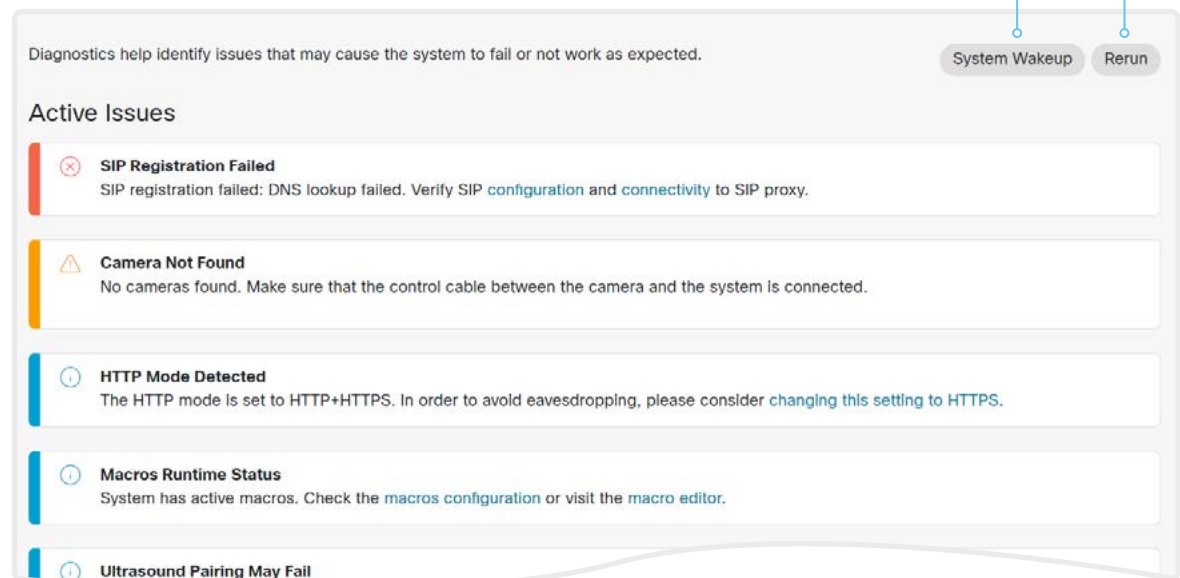 Diagnostics help identify issues that may cause the system to fail or not work as expected.
System Wakeup
Rerun
Active Issues
SIP Registration Failed
SIP registration failed: DNS lookup failed. Verify SIP configuration and connectivity to SIP proxy.
Camera Not Found
No cameras found. Make sure that the control cable between the camera and the system is connected.
HTTP Mode Detected
The HTTP mode is set to HTTP+HTTPS. In order to avoid eavesdropping, please consider changing this setting to HTTPS.
Macros Runtime Status
System has active macros. Check the macros configuration or visit the macro editor.
Ultrasound Pairing May Fail